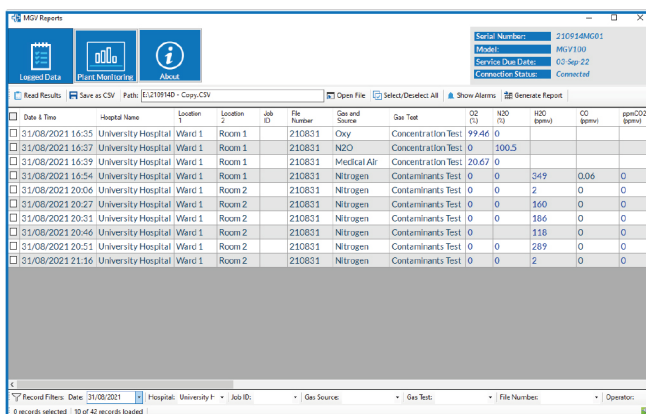 MGV Reports
Serial Number: 210914MG01
Model: MGV100
Service Due Date: 03-Sep-22
Connection Status: Connected
Logged Data Plant Monitoring About
Read Results Save as CSV Path: E:\210914D - Copy.CSV Open File Select/Deselect All Show Alarms Generate Report
Date & Time Hospital Name Location 1 Location 2 Job ID File Number Gas and Source Gas Test O2 (%) N2O (%) H2O (ppmv) CO (ppmv) ppmCO2 (ppmv)
31/08/2021 16:35 University Hospital Ward 1 Room 1 210831 Oxy Concentration Test 99.46 0
31/08/2021 16:37 University Hospital Ward 1 Room 1 210831 N2O Concentration Test 0 100.5
31/08/2021 16:39 University Hospital Ward 1 Room 1 210831 Medical Air Concentration Test 20.67 0
31/08/2021 16:54 University Hospital Ward 1 Room 1 210831 Nitrogen Contaminants Test 0 0 349 0.06 0
31/08/2021 20:06 University Hospital Ward 1 Room 2 210831 Nitrogen Contaminants Test 0 0 2 0 0
31/08/2021 20:27 University Hospital Ward 1 Room 2 210831 Nitrogen Contaminants Test 0 0 160 0 0
31/08/2021 20:31 University Hospital Ward 1 Room 2 210831 Nitrogen Contaminants Test 0 0 186 0 0
31/08/2021 20:46 University Hospital Ward 1 Room 2 210831 Nitrogen Contaminants Test 0 0 118 0 0
31/08/2021 20:51 University Hospital Ward 1 Room 2 210831 Nitrogen Contaminants Test 0 0 289 0 0
31/08/2021 21:16 University Hospital Ward 1 Room 2 210831 Nitrogen Contaminants Test 0 0 2 0 0
Record Filters: Date: 31/08/2021 Hospital: University H Job ID: Gas Source: Gas Test: File Number: Operator:
0 records selected 10 of 42 records loaded